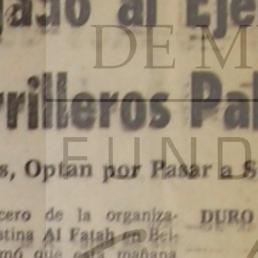 gado al Eje
DE M
rrilleros Pal
FUND
s, Optan por Pasar a S
cero de la organiza-
stina Al Fatah en Bei-
mó que esta mañana
DURO